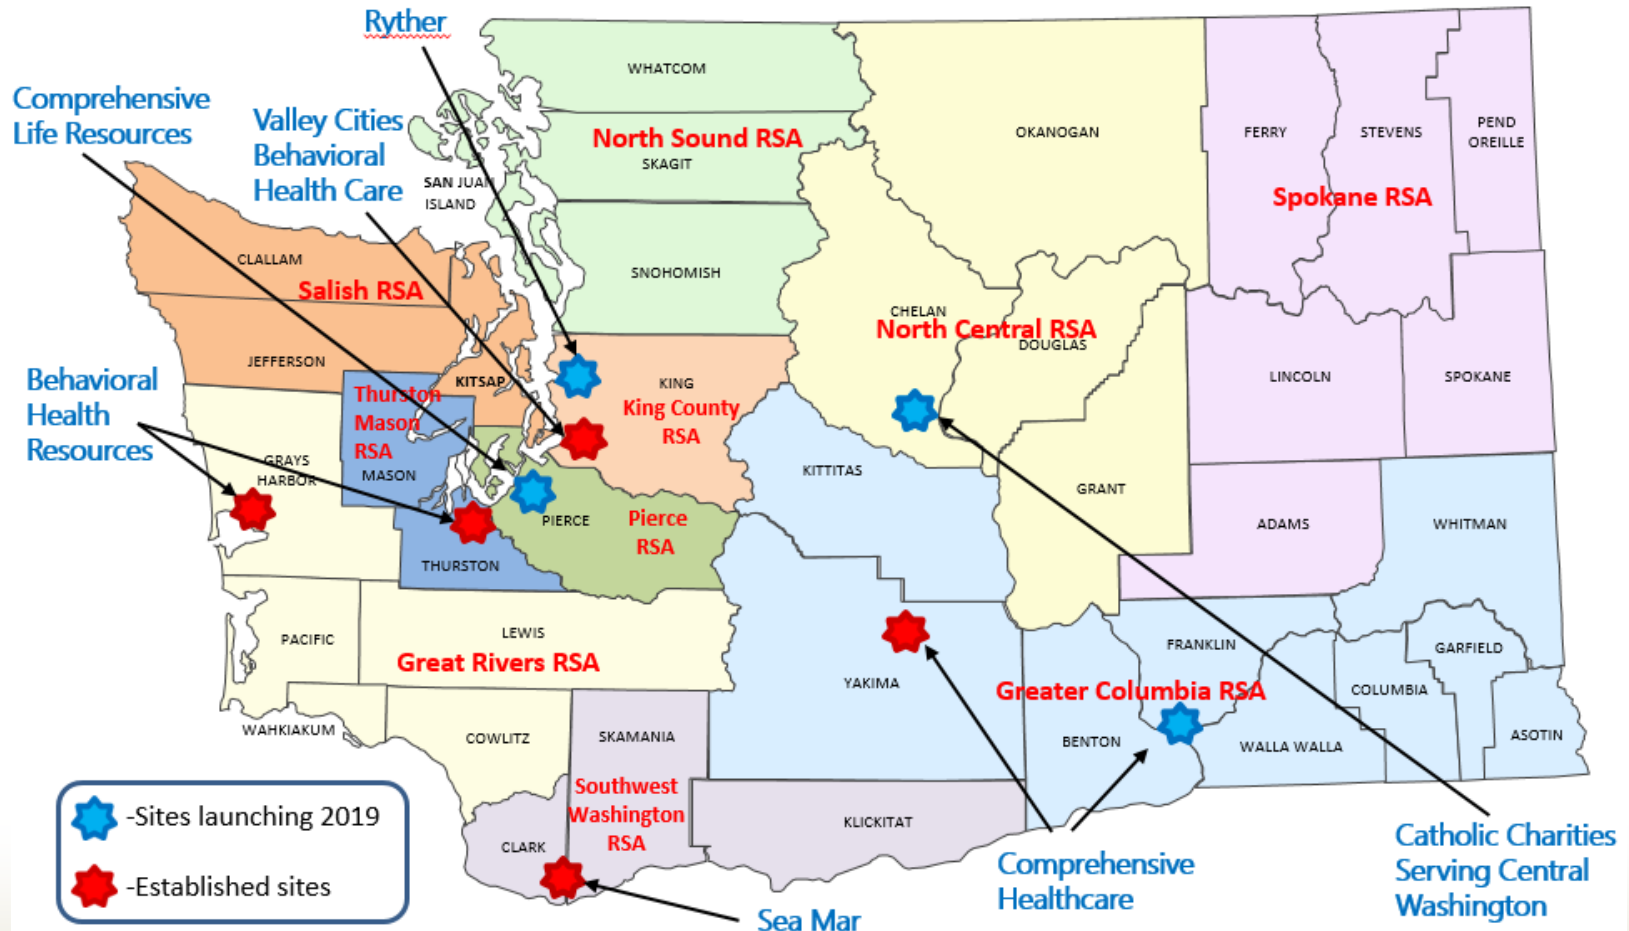 Ryther
Comprehensive
Life Resources
Valley Cities
Behavioral
Health Care
WHATCOM
OKANOGAN
FERRY
STEVENS
PEND
OREILLE
North Sound RSA
SKAGIT
SAN JUAN
ISLAND
Spokane RSA
CLALLAM
Salish RSA
SNOHOMISH
CHELAN
North Central RSA
DOUGLAS
JEFFERSON
KITSAP
KING
King County
RSA
LINCOLN
SPOKANE
Behavioral
Health
Resources
Thurston
Mason
RSA
MASON
GRAYS
HARBOR
KITTITAS
GRANT
PIERCE
Pierce
RSA
ADAMS
WHITMAN
THURSTON
PACIFIC
LEWIS
Great Rivers RSA
YAKIMA
FRANKLIN
GARFIELD
Greater Columbia RSA
COLUMBIA
WAHKIAKUM
COWLITZ
SKAMANIA
BENTON
WALLA WALLA
ASOTIN
Southwest
Washington
RSA
CLARK
KLICKITAT
-Sites launching 2019
-Established sites
Sea Mar
Comprehensive
Healthcare
Catholic Charities
Serving Central
Washington